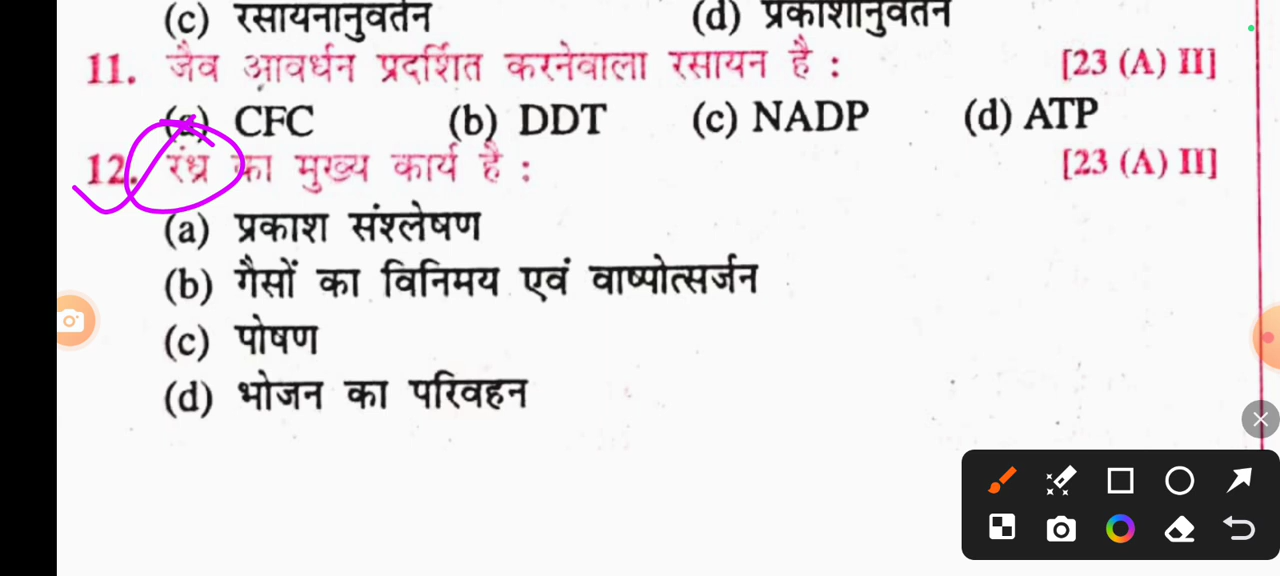 (c) रसायनानुवर्तन (d) प्रकाशानुवर्तन
11. जैव आवर्धन प्रदर्शित करनेवाला रसायन है : [23 (A) II]
(a) CFC (b) DDT (c) NADP (d) ATP
12. रंध्र का मुख्य कार्य है : [23 (A) II]
(a) प्रकाश संश्लेषण
(b) गैसों का विनिमय एवं वाष्पोत्सर्जन
(c) पोषण
(d) भोजन का परिवहन